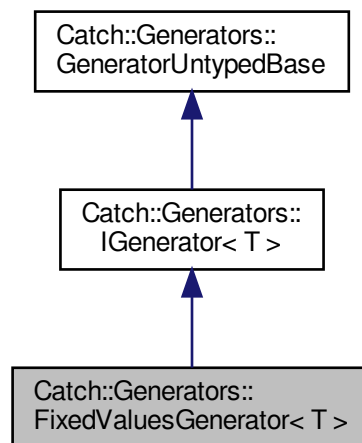 Catch::Generators::
GeneratorUntypedBase
Catch::Generators::
IGenerator< T >
Catch::Generators::
FixedValuesGenerator< T >